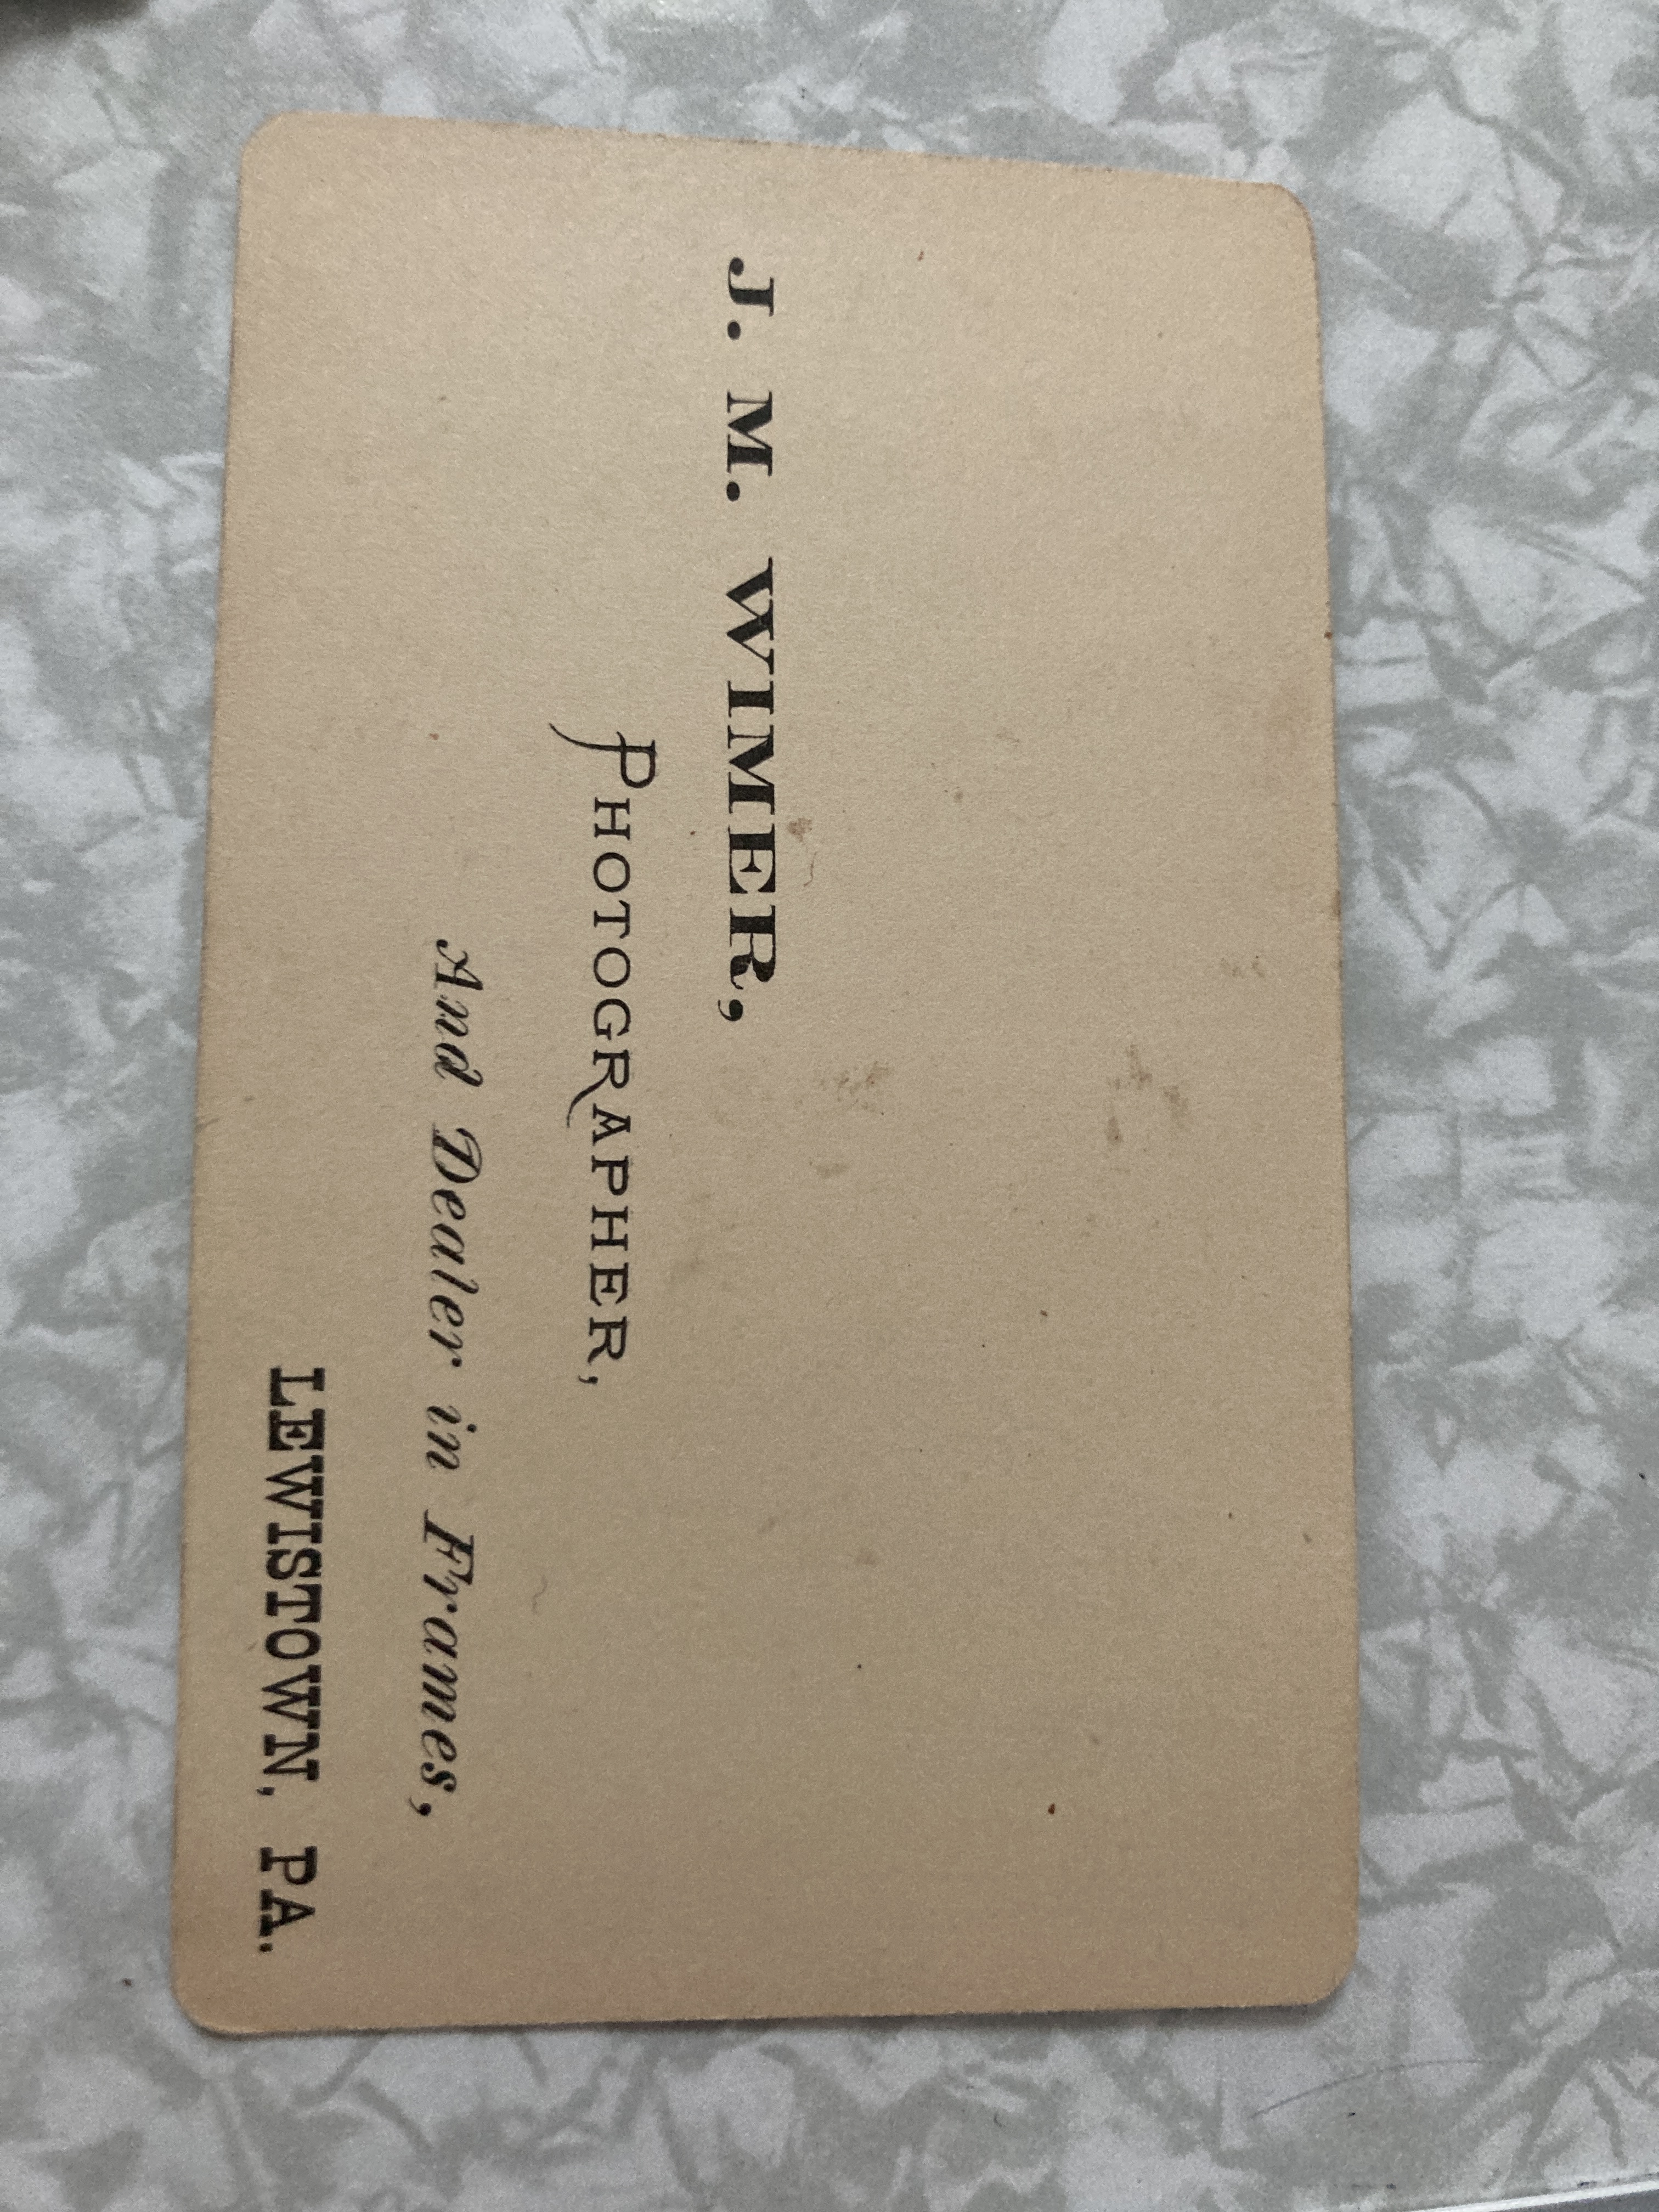 J. M. WIMER,
PHOTOGRAPHER,
And Dealer in Frames,
LEWISTOWN, PA.